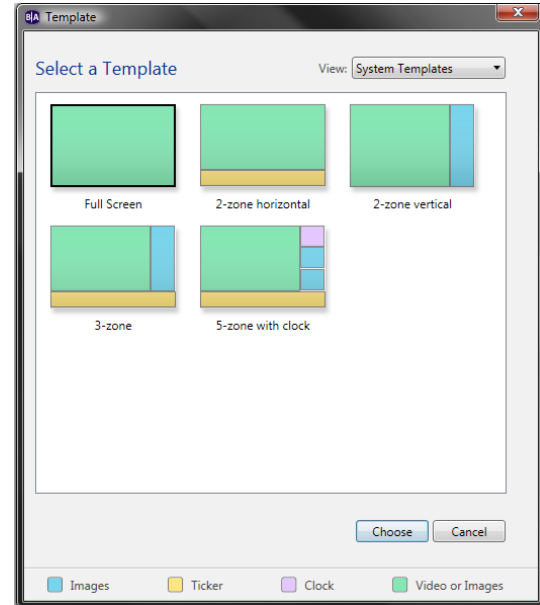 B|A Template
Select a Template
View: System Templates
Full Screen
2-zone horizontal
2-zone vertical
3-zone
5-zone with clock
Choose
Cancel
Images
Ticker
Clock
Video or Images